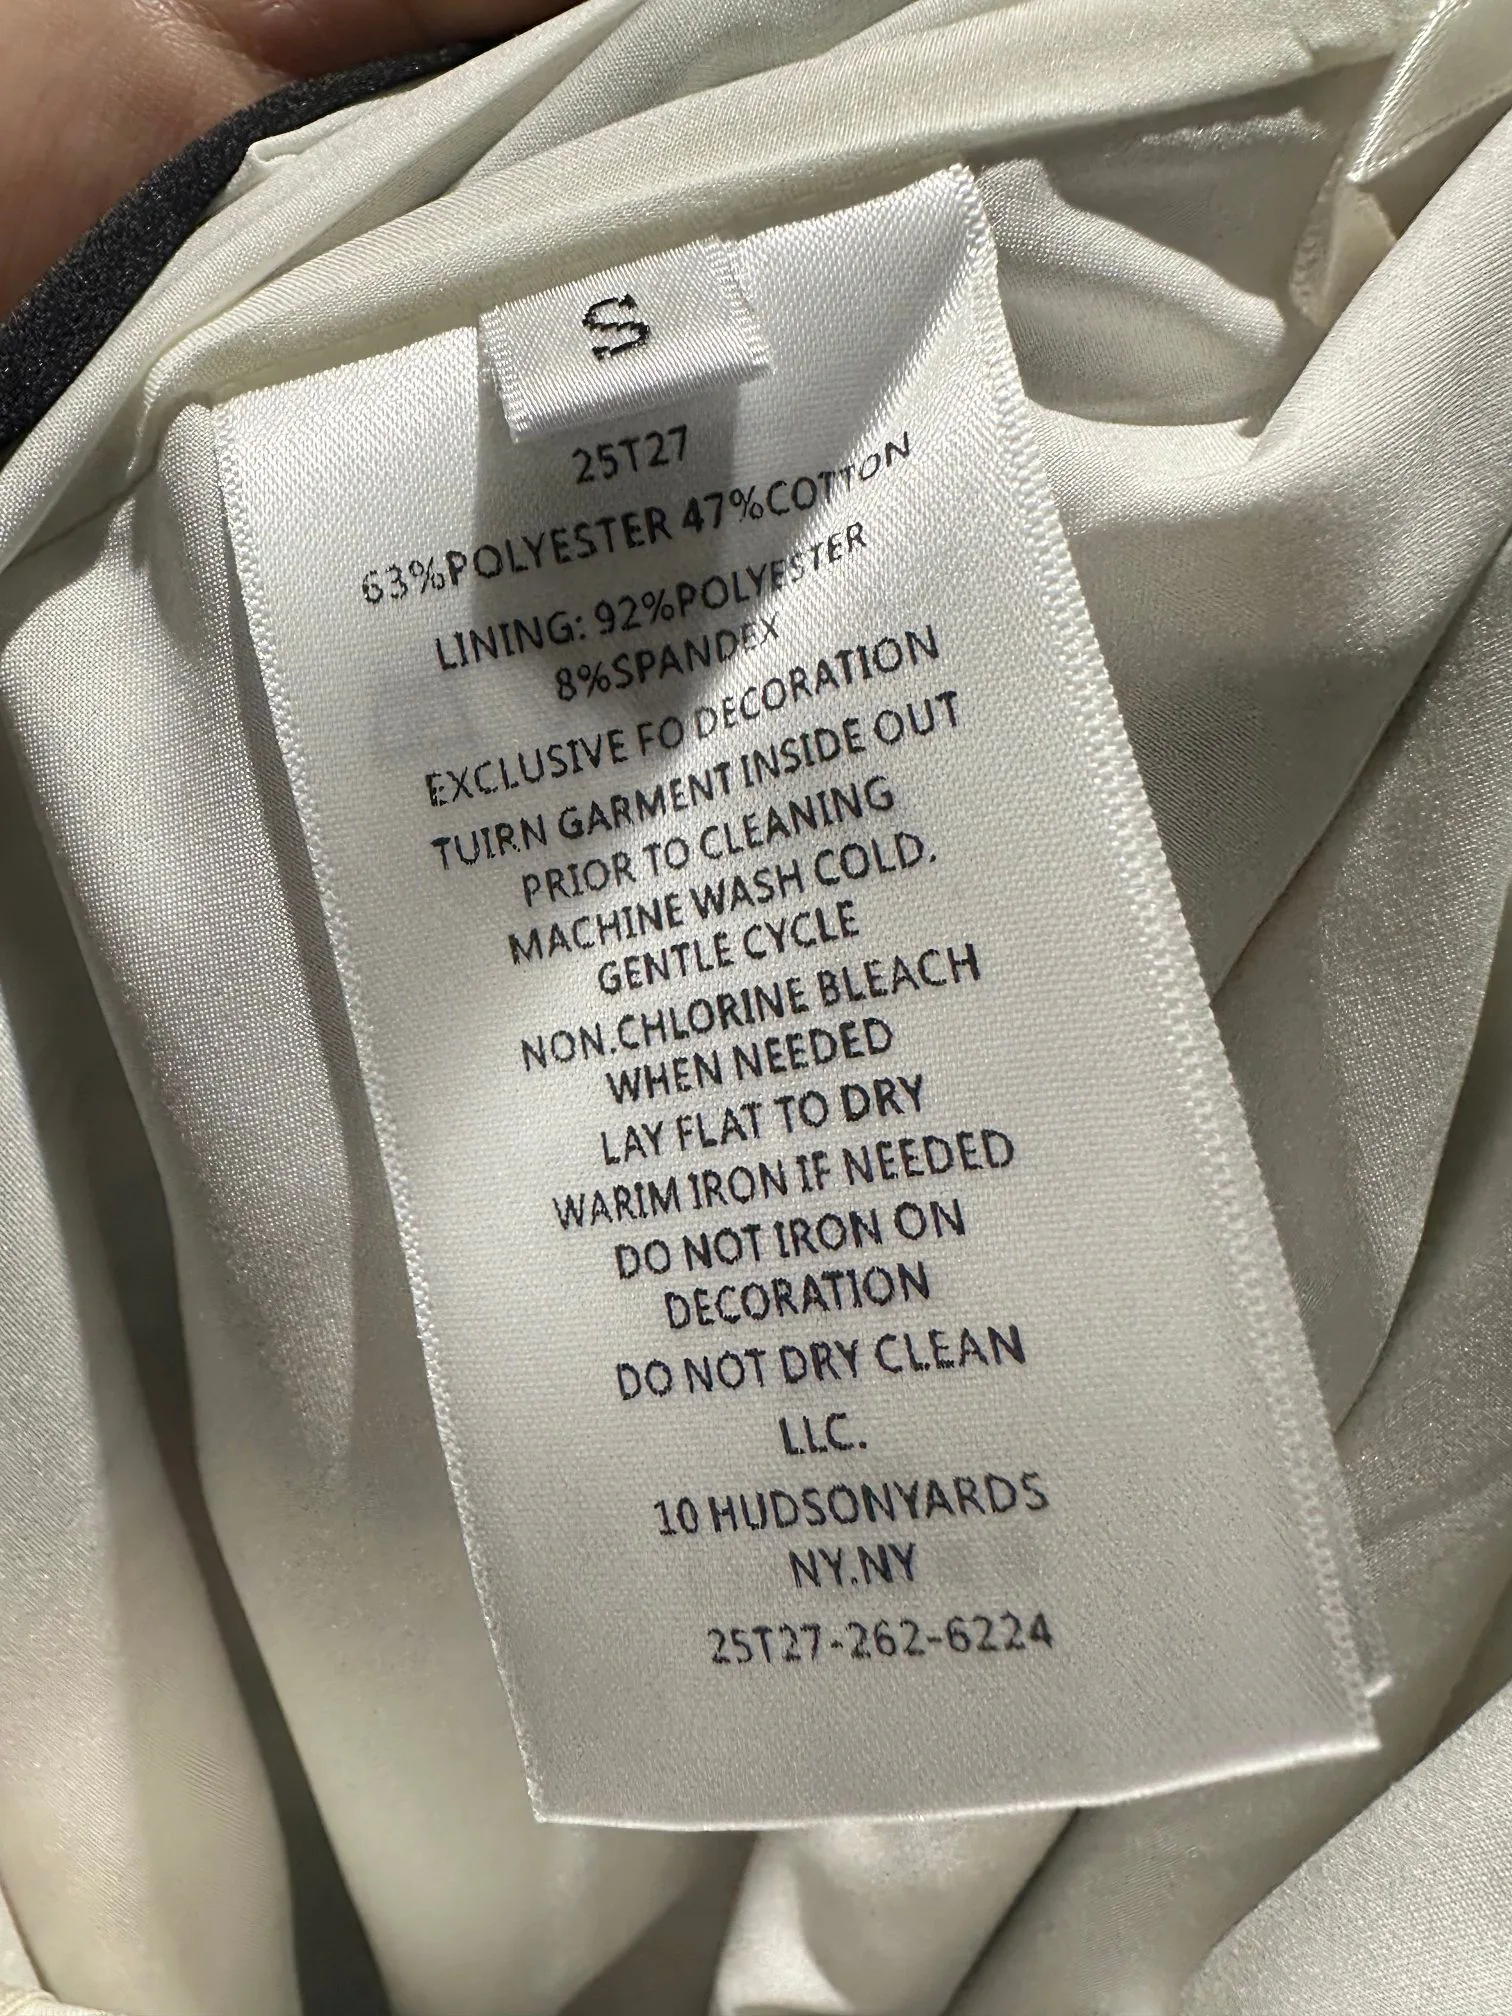 S
25T27
63%POLYESTER 47%COTTON
LINING: 92%POLYESTER
8%SPANDEX
EXCLUSIVE FO DECORATION
TUIRN GARMENT INSIDE OUT
PRIOR TO CLEANING
MACHINE WASH COLD.
GENTLE CYCLE
NON.CHLORINE BLEACH
WHEN NEEDED
LAY FLAT TO DRY
WARIM IRON IF NEEDED
DO NOT IRON ON
DECORATION
DO NOT DRY CLEAN
LLC.
10 HUDSONYARDS
NY.NY
25T27-262-6224